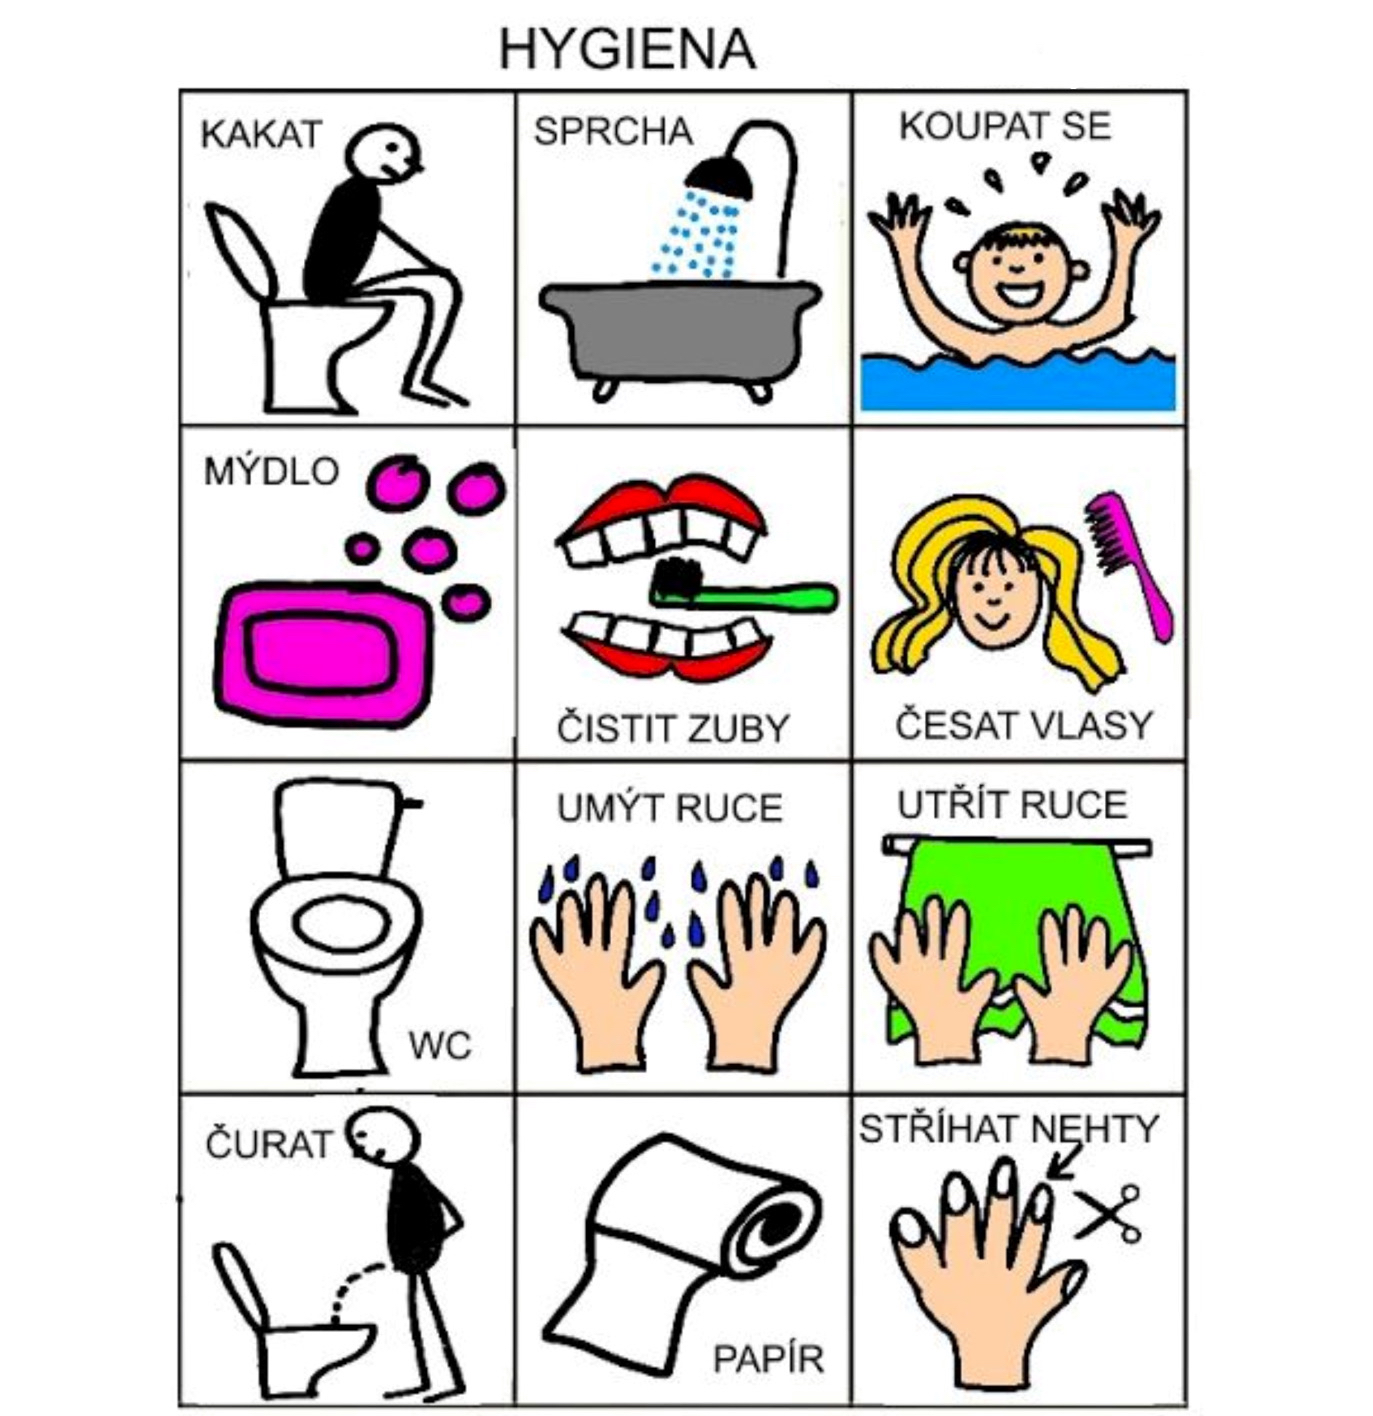 HYGIENA
KAKAT
SPRCHA
KOUPAT SE
MÝDLO
ČISTIT ZUBY
ČESAT VLASY
WC
UMÝT RUCE
UTŘÍT RUCE
ČURAT
PAPÍR
STŘÍHAT NEHTY